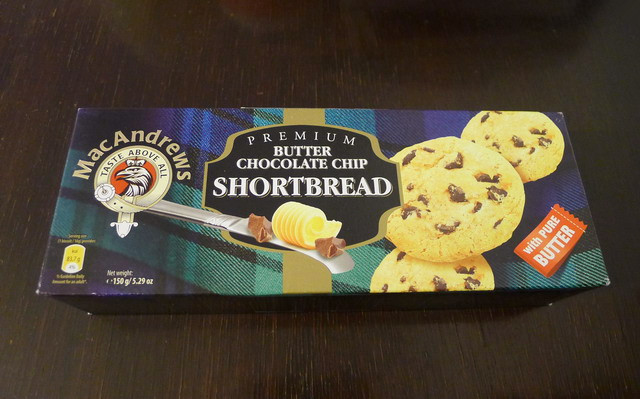 MacAndrews
TASTE ABOVE ALL
PREMIUM
BUTTER
CHOCOLATE CHIP
SHORTBREAD
with PURE
BUTTER
Net weight:
150 g/ 5.29 oz